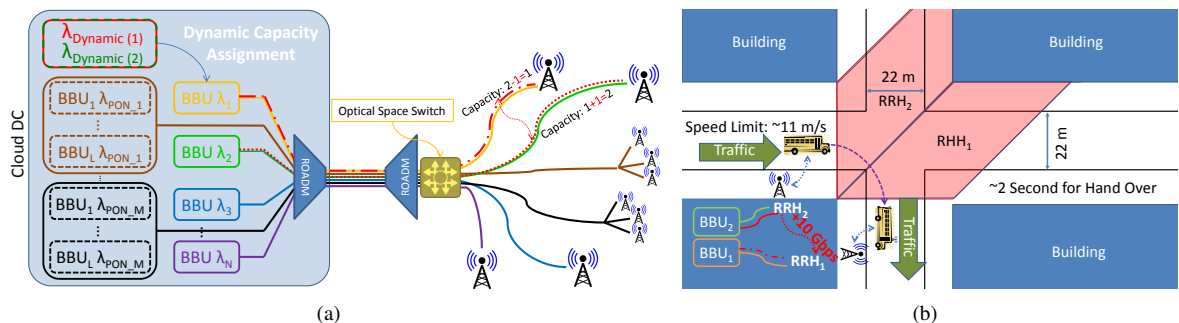 Cloud DC
λDynamic (1)
λDynamic (2)
Dynamic Capacity
Assignment
BBU1 λPON_1
⋮
BBUL λPON_1
⋮
BBU1 λPON_M
⋮
BBUL λPON_M
BBU λ1
BBU λ2
BBU λ3
⋮
BBU λN
ROADM
ROADM
Optical Space Switch
Capacity: 2-1=1
Capacity: 1+1=2
(a)
Building
Building
22 m
RRH2
Speed Limit: ~11 m/s
Traffic
RHH1
22 m
~2 Second for Hand Over
BBU2
RRH2
+10 Gbps
BBU1
RRH1
Traffic
Building
(b)